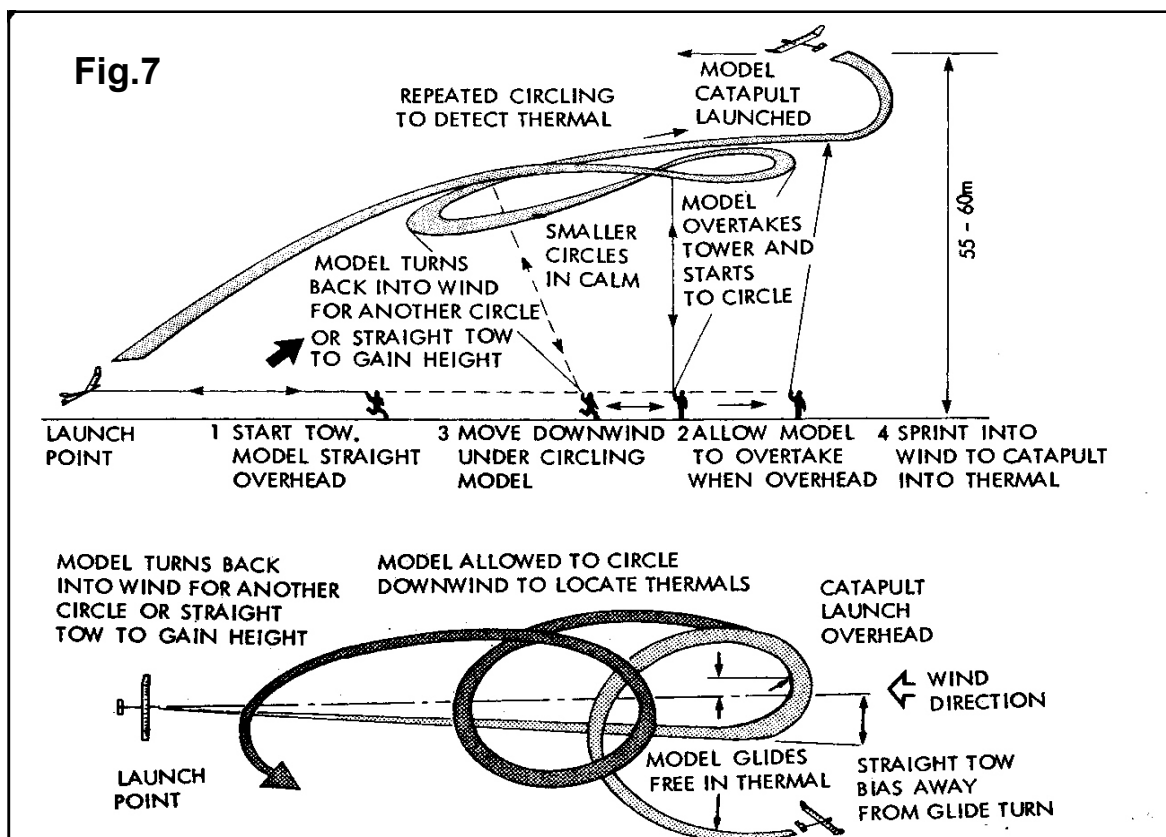 Fig.7
REPEATED CIRCLING
TO DETECT THERMAL
MODEL
CATAPULT
LAUNCHED
55 - 60m
MODEL TURNS
BACK INTO WIND
FOR ANOTHER CIRCLE
OR STRAIGHT TOW
TO GAIN HEIGHT
SMALLER
CIRCLES
IN CALM
MODEL
OVERTAKES
TOWER AND
STARTS
TO CIRCLE
LAUNCH
POINT
1 START TOW.
MODEL STRAIGHT
OVERHEAD
3 MOVE DOWNWIND
UNDER CIRCLING
MODEL
2 ALLOW MODEL
TO OVERTAKE
WHEN OVERHEAD
4 SPRINT INTO
WIND TO CATAPULT
INTO THERMAL
MODEL TURNS BACK
INTO WIND FOR ANOTHER
CIRCLE OR STRAIGHT
TOW TO GAIN HEIGHT
MODEL ALLOWED TO CIRCLE
DOWNWIND TO LOCATE THERMALS
CATAPULT
LAUNCH
OVERHEAD
WIND
DIRECTION
LAUNCH
POINT
MODEL GLIDES
FREE IN THERMAL
STRAIGHT TOW
BIAS AWAY
FROM GLIDE TURN